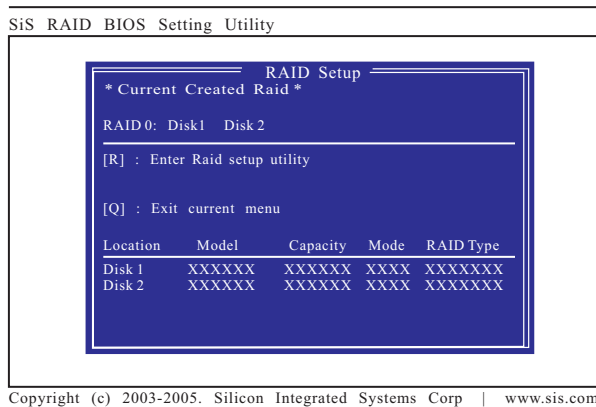 SiS RAID BIOS Setting Utility
RAID Setup
* Current Created Raid *
RAID 0: Disk1 Disk 2
[R] : Enter Raid setup utility
[Q] : Exit current menu
Location Model Capacity Mode RAID Type
Disk 1 XXXXXX XXXXXX XXXX XXXXXXX
Disk 2 XXXXXX XXXXXX XXXX XXXXXXX
Copyright (c) 2003-2005. Silicon Integrated Systems Corp | www.sis.com